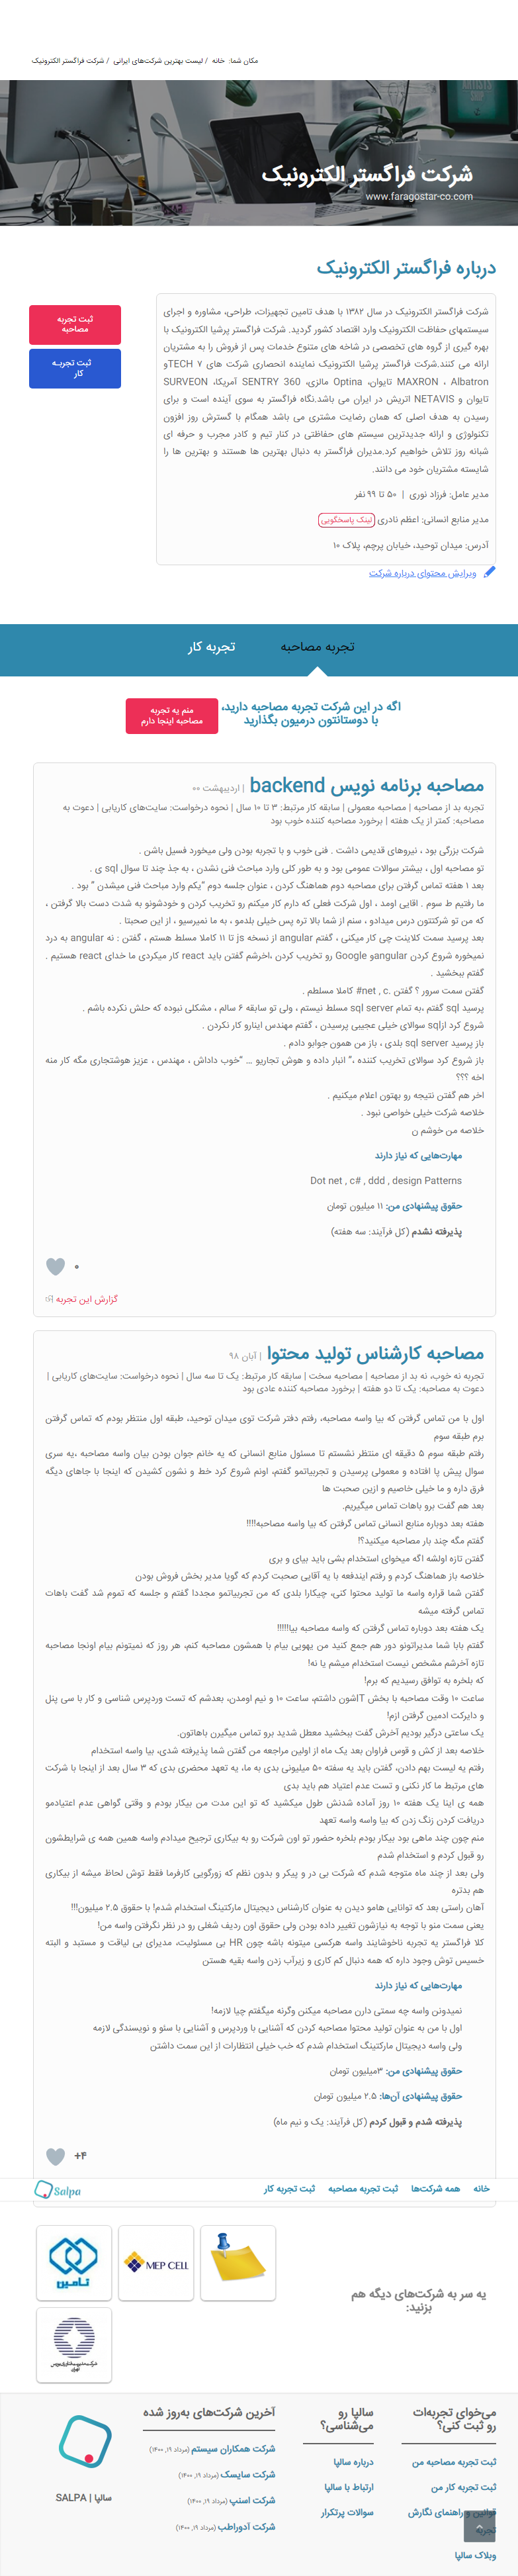 مکان شما: خانه / لیست بهترین شرکت‌های ایرانی / شرکت فراگستر الکترونیک
شرکت فراگستر الکترونیک
www.faragostar-co.com
درباره فراگستر الکترونیک
شرکت فراگستر الکترونیک در سال ۱۳۸۲ با هدف تامین تجهیزات، طراحی، مشاوره و اجرای
سیستمهای حفاظت الکترونیک وارد اقتصاد کشور گردید. شرکت فراگستر پرشیا الکترونیک با
بهره گیری از گروه های تخصصی در شاخه های متنوع خدمات پس از فروش را به مشتریان
ارائه می کنند.شرکت فراگستر پرشیا الکترونیک نماینده انحصاری شرکت های TECH ۷و
MAXRON ، Albatron تایوان، Optina مالزی، SENTRY 360 آمریکا، SURVEON
تایوان و NETAVIS اتریش در ایران می باشد.نگاه فراگستر به سوی آینده است و برای
رسیدن به هدف اصلی که همان رضایت مشتری می باشد همگام با گسترش روز افزون
تکنولوژی و ارائه جدیدترین سیستم های حفاظتی در کنار تیم و کادر مجرب و حرفه ای
شبانه روز تلاش خواهیم کرد.مدیران فراگستر به دنبال بهترین ها هستند و بهترین ها را
شایسته مشتریان خود می دانند.
مدیر عامل: فرزاد نوری | ۵۰ تا ۹۹ نفر
مدیر منابع انسانی: اعظم نادری لینک پاسخگویی
آدرس: میدان توحید، خیابان پرچم، پلاک ۱۰
ویرایش محتوای درباره شرکت
ثبت تجربه
مصاحبه
ثبت تجربـه
کار
تجربه مصاحبه
تجربه کار
اگه در این شرکت تجربه مصاحبه دارید،
با دوستانتون درمیون بگذارید
منم یه تجربه
مصاحبه اینجا دارم
مصاحبه برنامه نویس backend | اردیبهشت ۰۰
تجربه بد از مصاحبه | مصاحبه معمولی | سابقه کار مرتبط: ۳ تا ۱۰ سال | نحوه درخواست: سایت‌های کاریابی | دعوت به
مصاحبه: کمتر از یک هفته | برخورد مصاحبه کننده خوب بود
شرکت بزرگی بود ، نیروهای قدیمی داشت . فنی خوب و با تجربه بودن ولی میخورد فسیل باشن .
تو مصاحبه اول ، بیشتر سوالات عمومی بود و به طور کلی وارد مباحث فنی نشدن ، به جذ چند تا سوال sql ی .
بعد ۱ هفته تماس گرفتن برای مصاحبه دوم هماهنگ کردن ، عنوان جلسه دوم "یکم وارد مباحث فنی میشدن " بود .
ما رفتیم ط سوم . اقایی اومد ، اول شرکت فعلی که دارم کار میکنم رو تخریب کردن و خودشونو به شدت دست بالا گرفتن ،
که من تو شرکتتون درس میدادو ، سنم از شما بالا تره پس خیلی بلدمو ، به ما نمیرسیو ، از این صحبتا .
بعد پرسید سمت کلاینت چی کار میکنی ، گفتم angular از نسخه js تا ۱۱ کاملا مسلط هستم ، گفتن : نه angular به درد
نمیخوره شروع کردن angularو Google رو تخریب کردن ،اخرشم گفتن باید react کار میکردی ما خدای react هستیم .
گفتم ببخشید .
گفتن سمت سرور ؟ گفتن .net , c# کاملا مسلطم .
پرسید sql گفتم ،به تمام sql server مسلط نیستم ، ولی تو سابقه ۶ سالم ، مشکلی نبوده که حلش نکرده باشم .
شروع کرد ازsql سوالای خیلی عجیبی پرسیدن ، گفتم مهندس اینارو کار نکردن .
باز پرسید sql server بلدی ، باز من همون جوابو دادم .
باز شروع کرد سوالای تخریب کننده ،" انبار داده و هوش تجاریو … "خوب داداش ، مهندس ، عزیز هوشتجاری مگه کار منه
اخه ؟؟؟
اخر هم گفتن نتیجه رو بهتون اعلام میکنیم .
خلاصه شرکت خیلی خواصی نبود .
خلاصه من خوشم ن
مهارت‌هایی که نیاز دارند
Dot net , c# , ddd , design Patterns
حقوق پیشنهادی من: ۱۱ میلیون تومان
پذیرفته نشدم (کل فرآیند: سه هفته)
۰
گزارش این تجربه
مصاحبه کارشناس تولید محتوا | آبان ۹۸
تجربه نه خوب، نه بد از مصاحبه | مصاحبه سخت | سابقه کار مرتبط: یک تا سه سال | نحوه درخواست: سایت‌های کاریابی |
دعوت به مصاحبه: یک تا دو هفته | برخورد مصاحبه کننده عادی بود
اول با من تماس گرفتن که بیا واسه مصاحبه، رفتم دفتر شرکت توی میدان توحید، طبقه اول منتظر بودم که تماس گرفتن
برم طبقه سوم
رفتم طبقه سوم ۵ دقیقه ای منتظر نشستم تا مسئول منابع انسانی که یه خانم جوان بودن بیان واسه مصاحبه ،یه سری
سوال پیش پا افتاده و معمولی پرسیدن و تجربیاتمو گفتم، اونم شروع کرد خط و نشون کشیدن که اینجا با جاهای دیگه
فرق داره و ما خیلی خاصیم و ازین صحبت ها
بعد هم گفت برو باهات تماس میگیریم.
هفته بعد دوباره منابع انسانی تماس گرفتن که بیا واسه مصاحبه!!!!
گفتم مگه چند بار مصاحبه میکنید؟!
گفتن تازه اولشه اگه میخوای استخدام بشی باید بیای و بری
خلاصه باز هماهنگ کردم و رفتم ایندفعه با یه آقایی صحبت کردم که گویا مدیر بخش فروش بودن
گفتن شما قراره واسه ما تولید محتوا کنی، چیکارا بلدی که من تجربیاتمو مجددا گفتم و جلسه که تموم شد گفت باهات
تماس گرفته میشه
یک هفته بعد دوباره تماس گرفتن که واسه مصاحبه بیا!!!!!
گفتم بابا شما مدیراتونو دور هم جمع کنید من یهویی بیام با همشون مصاحبه کنم، هر روز که نمیتونم بیام اونجا مصاحبه
تازه آخرشم مشخص نیست استخدام میشم یا نه!
که بلخره به توافق رسیدیم که برم!
ساعت ۱۰ وقت مصاحبه با بخش ITشون داشتم، ساعت ۱۰ و نیم اومدن، بعدشم که تست وردپرس شناسی و کار با سی پنل
و دایرکت ادمین گرفتن ازم!
یک ساعتی درگیر بودیم آخرش گفت ببخشید معطل شدید برو تماس میگیرن باهاتون.
خلاصه بعد از کش و قوس فراوان بعد یک ماه از اولین مراجعه من گفتن شما پذیرفته شدی، بیا واسه استخدام
رفتم یه لیست بهم دادن، گفتن باید یه سفته ۵۰ میلیونی بدی به ما، یه تعهد محضری بدی که ۳ سال بعد از اینجا با شرکت
های مرتبط ما کار نکنی و تست عدم اعتیاد هم باید بدی
همه ی اینا یک هفته ۱۰ روز آماده شدنش طول میکشید که تو این مدت من بیکار بودم و وقتی گواهی عدم اعتیادمو
دریافت کردن زنگ زدن که بیا واسه واسه تعهد
منم چون چند ماهی بود بیکار بودم بلخره حضور تو اون شرکت رو به بیکاری ترجیح میدادم واسه همین همه ی شرایطشون
رو قبول کردم و استخدام شدم
ولی بعد از چند ماه متوجه شدم که شرکت بی در و پیکر و بدون نظم که زورگویی کارفرما فقط توش لحاظ میشه از بیکاری
هم بدتره
آهان راستی بعد که توانایی هامو دیدن به عنوان کارشناس دیجیتال مارکتینگ استخدام شدم! با حقوق ۲.۵ میلیون!!!
یعنی سمت منو با توجه به نیازشون تغییر داده بودن ولی حقوق اون ردیف شغلی رو در نظر نگرفتن واسه من!
کلا فراگستر یه تجربه ناخوشایند واسه هرکسی میتونه باشه چون HR بی مسئولیت، مدیرای بی لیاقت و مستبد و البته
خسیس توش وجود داره که همه دنبال کم کاری و زیرآب زدن واسه بقیه هستن
مهارت‌هایی که نیاز دارند
نمیدونن واسه چه سمتی دارن مصاحبه میکنن وگرنه میگفتم چیا لازمه!
اول با من به عنوان تولید محتوا مصاحبه کردن که آشنایی با وردپرس و آشنایی با سئو و نویسندگی لازمه
ولی واسه دیجیتال مارکتینگ استخدام شدم که خب خیلی انتظارات از این سمت داشتن
حقوق پیشنهادی من: ۳میلیون تومان
حقوق پیشنهادی آن‌ها: ۲.۵ میلیون تومان
پذیرفته شدم و قبول کردم (کل فرآیند: یک و نیم ماه)
+۴
خانه همه شرکت‌ها ثبت تجربه مصاحبه ثبت تجربه کار
Salpa
یه سر به شرکت‌های دیگه هم
بزنید:
MEP CELL
تامین
می‌خوای تجربه‌ات
رو ثبت کنی؟
ثبت تجربه مصاحبه من
ثبت تجربه کار من
قوانین و راهنمای نگارش
تجربه
وبلاگ سالپا
سالپا رو
می‌شناسی؟
درباره سالپا
ارتباط با سالپا
سوالات پرتکرار
آخرین شرکت‌های به‌روز شده
شرکت همکاران سیستم (مرداد ۱۹, ۱۴۰۰)
شرکت سایسک (مرداد ۱۹, ۱۴۰۰)
شرکت اسنپ (مرداد ۱۹, ۱۴۰۰)
شرکت آدوراطب (مرداد ۱۹, ۱۴۰۰)
سالپا | SALPA